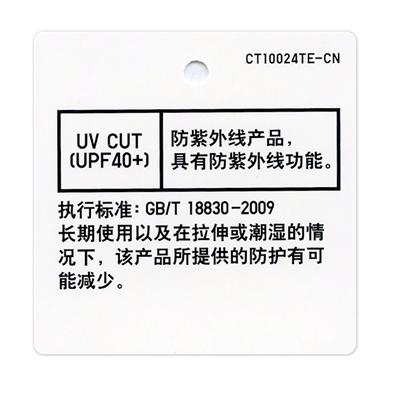 CT10024TE-CN
UV CUT
(UPF40+)
防紫外线产品，
具有防紫外线功能。
执行标准: GB/T 18830-2009
长期使用以及在拉伸或潮湿的情
况下，该产品所提供的防护有可
能减少。